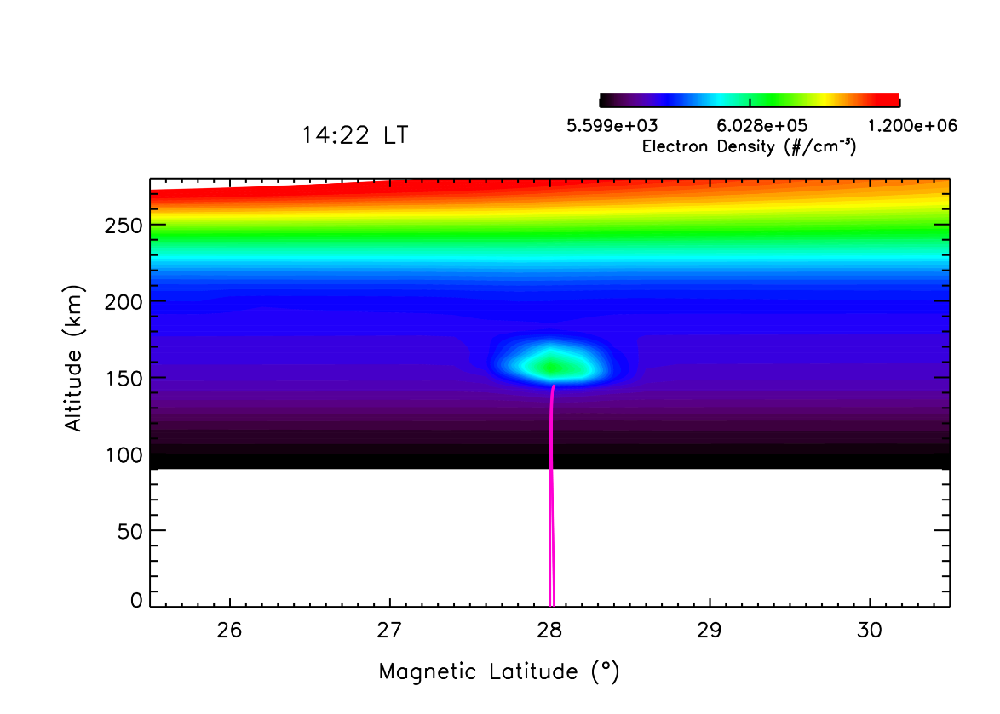 14:22 LT
5.599e+03 6.028e+05 1.200e+06
Electron Density (#/cm⁻³)
250
200
150
100
50
0
Altitude (km)
26 27 28 29 30
Magnetic Latitude (°)